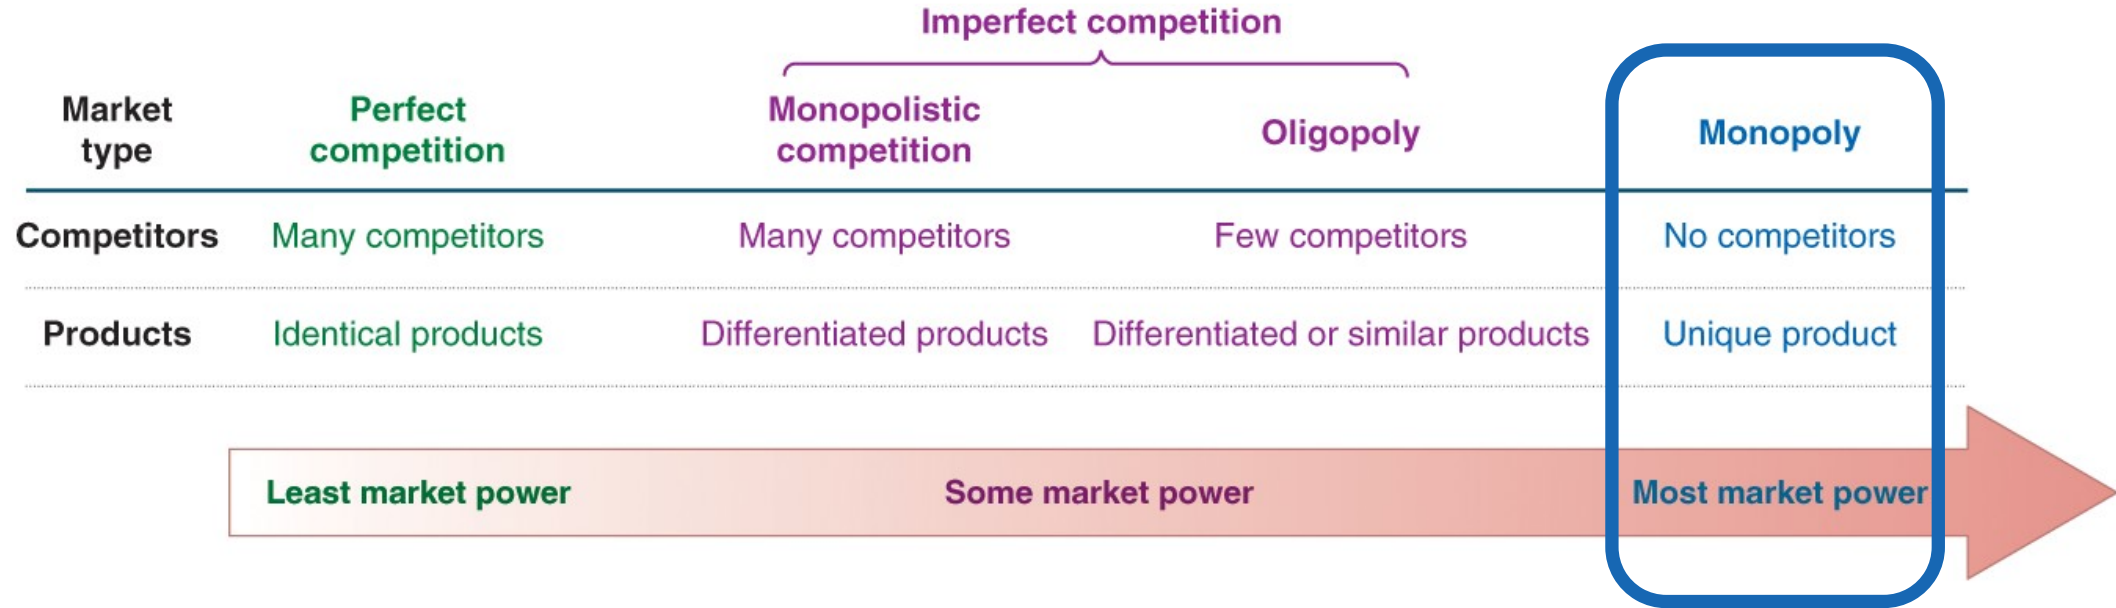 Imperfect competition
Market type
Perfect competition
Monopolistic competition
Oligopoly
Monopoly
Competitors
Many competitors
Many competitors
Few competitors
No competitors
Products
Identical products
Differentiated products
Differentiated or similar products
Unique product
Least market power
Some market power
Most market power